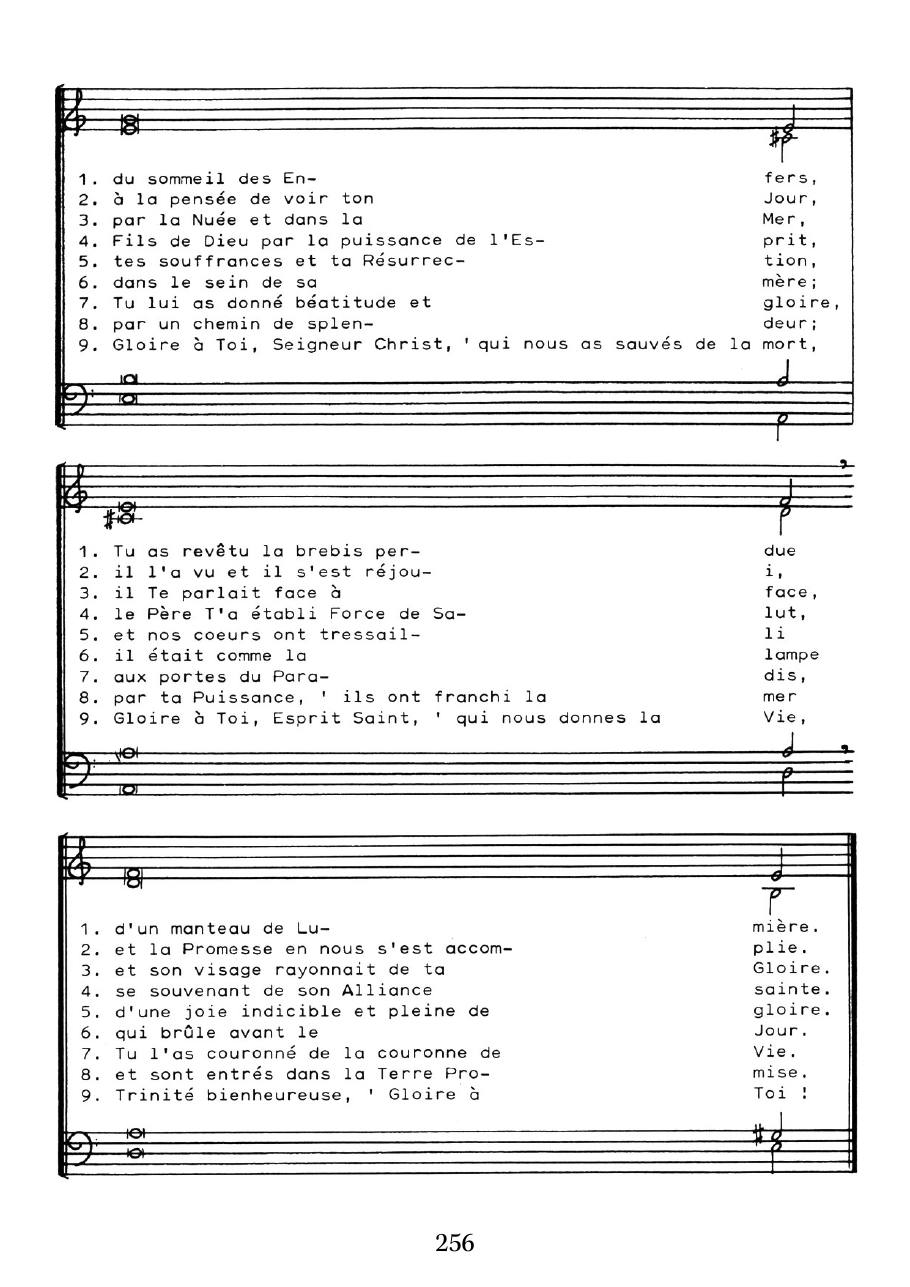 1. du sommeil des En- fers,
2. à la pensée de voir ton Jour,
3. par la Nuée et dans la Mer,
4. Fils de Dieu par la puissance de l'Es- prit,
5. tes souffrances et ta Résurrec- tion,
6. dans le sein de sa mère;
7. Tu lui as donné béatitude et gloire,
8. par un chemin de splen- deur;
9. Gloire à Toi, Seigneur Christ, ' qui nous as sauvés de la mort,
1. Tu as revêtu la brebis per- due
2. il l'a vu et il s'est réjou- i,
3. il Te parlait face à face,
4. le Père T'a établi Force de Sa- lut,
5. et nos coeurs ont tressail- li
6. il était comme la lampe
7. aux portes du Para- dis,
8. par ta Puissance, ' ils ont franchi la mer
9. Gloire à Toi, Esprit Saint, ' qui nous donnes la Vie,
1. d'un manteau de Lu- mière.
2. et la Promesse en nous s'est accom- plie.
3. et son visage rayonnait de ta Gloire.
4. se souvenant de son Alliance sainte.
5. d'une joie indicible et pleine de gloire.
6. qui brûle avant le Jour.
7. Tu l'as couronné de la couronne de Vie.
8. et sont entrés dans la Terre Pro- mise.
9. Trinité bienheureuse, ' Gloire à Toi !
256